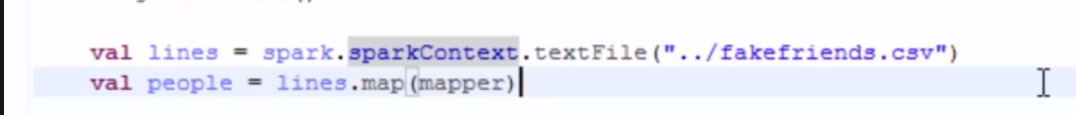 val lines = spark.sparkContext.textFile("../fakefriends.csv")
val people = lines.map(mapper)